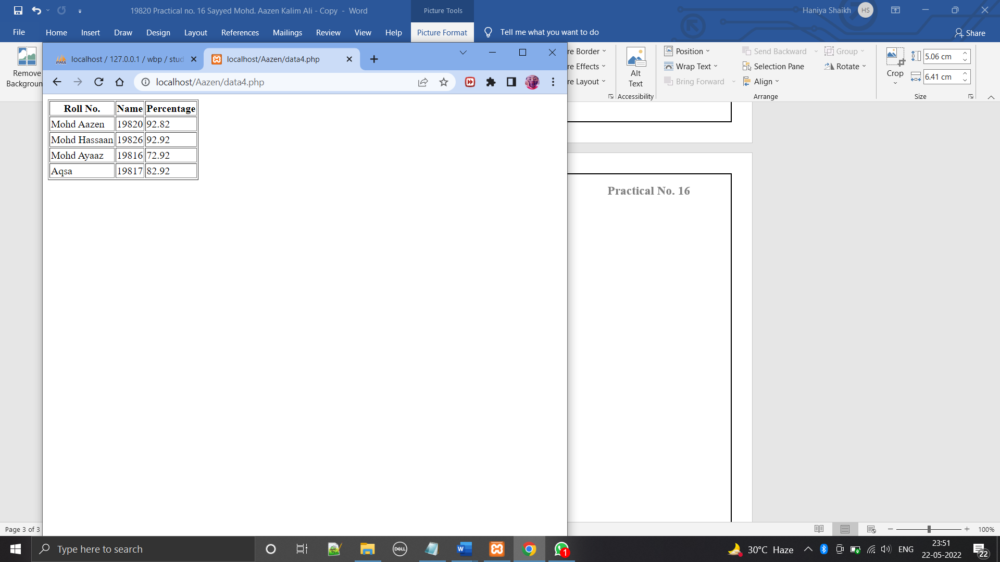 19820 Practical no. 16 Sayyed Mohd. Aazen Kalim Ali - Copy - Word
Picture Tools
Haniya Shaikh HS
File Home Insert Draw Design Layout References Mailings Review View Help Picture Format Tell me what you want to do Share
Remove
Backgroun
localhost / 127.0.0.1 / wbp / stud
localhost/Aazen/data4.php
localhost/Aazen/data4.php
re Border
re Effects
re Layout
Alt
Text
Accessibility
Position
Wrap Text
Bring Forward
Send Backward
Selection Pane
Align
Group
Rotate
Arrange
Crop
5.06 cm
6.41 cm
Size
Roll No. Name Percentage
Mohd Aazen 19820 92.82
Mohd Hassaan 19826 92.92
Mohd Ayaaz 19816 72.92
Aqsa 19817 82.92
Practical No. 16
Page 3 of 3
100%
Type here to search
DELL
W
1
30°C Haze
ENG
23:51
22-05-2022
22